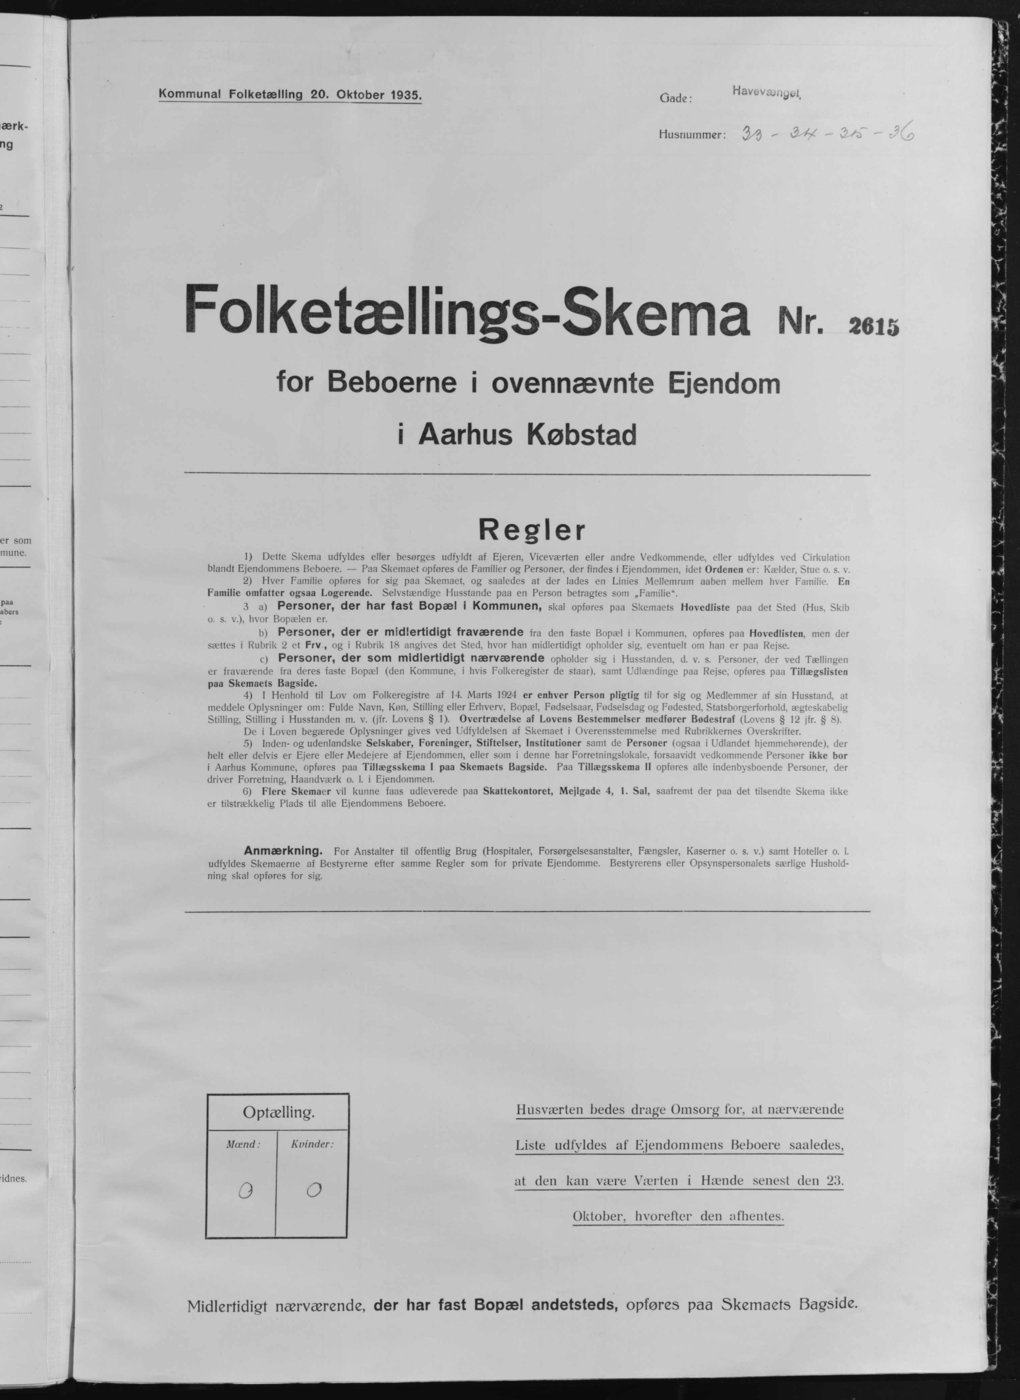 ærk-
ng
2
er som
mune.
paa
abers
idnes.
Kommunal Folketælling 20. Oktober 1935.
Gade: Havevænget,
Husnummer: 33 - 34 - 35 - 36
Folketællings-Skema Nr. 2615
for Beboerne i ovennævnte Ejendom
i Aarhus Købstad
Regler
1) Dette Skema udfyldes eller besørges udfyldt af Ejeren, Viceværten eller andre Vedkommende, eller udfyldes ved Cirkulation
blandt Ejendommens Beboere. — Paa Skemaet opføres de Familier og Personer, der findes i Ejendommen, idet Ordenen er: Kælder, Stue o. s. v.
2) Hver Familie opføres for sig paa Skemaet, og saaledes at der lades en Linies Mellemrum aaben mellem hver Familie. En
Familie omfatter ogsaa Logerende. Selvstændige Husstande paa en Person betragtes som „Familie“.
3 a) Personer, der har fast Bopæl i Kommunen, skal opføres paa Skemaets Hovedliste paa det Sted (Hus, Skib
o. s. v.), hvor Bopælen er.
b) Personer, der er midlertidigt fraværende fra den faste Bopæl i Kommunen, opføres paa Hovedlisten, men der
sættes i Rubrik 2 et Frv., og i Rubrik 18 angives det Sted, hvor han midlertidigt opholder sig, eventuelt om han er paa Rejse.
c) Personer, der som midlertidigt nærværende opholder sig i Husstanden, d. v. s. Personer, der ved Tællingen
er fraværende fra deres faste Bopæl (den Kommune, i hvis Folkeregister de staar), samt Udlændinge paa Rejse, opføres paa Tillægslisten
paa Skemaets Bagside.
4) I Henhold til Lov om Folkeregistre af 14. Marts 1924 er enhver Person pligtig til for sig og Medlemmer af sin Husstand, at
meddele Oplysninger om: Fulde Navn, Køn, Stilling eller Erhverv, Bopæl, Fødselsaar, Fødselsdag og Fødested, Statsborgerforhold, ægteskabelig
Stilling, Stilling i Husstanden m. v. (jfr. Lovens § 1). Overtrædelse af Lovens Bestemmelser medfører Bødestraf (Lovens § 12 jfr. § 8).
De i Loven begærede Oplysninger gives ved Udfyldelsen af Skemaet i Overensstemmelse med Rubrikkernes Overskrifter.
5) Inden- og udenlandske Selskaber, Foreninger, Stiftelser, Institutioner samt de Personer (ogsaa i Udlandet hjemmehørende), der
helt eller delvis er Ejere eller Medejere af Ejendommen, eller som i denne har Forretningslokale, forsaavidt vedkommende Personer ikke bor
i Aarhus Kommune, opføres paa Tillægsskema I paa Skemaets Bagside. Paa Tillægsskema II opføres alle indenbysboende Personer, der
driver Forretning, Haandværk o. l. i Ejendommen.
6) Flere Skemaer vil kunne faas udleverede paa Skattekontoret, Mejlgade 4, 1. Sal, saafremt der paa det tilsendte Skema ikke
er tilstrækkelig Plads til alle Ejendommens Beboere.
Anmærkning. For Anstalter til offentlig Brug (Hospitaler, Forsørgelsesanstalter, Fængsler, Kaserner o. s. v.) samt Hoteller o. l.
udfyldes Skemaerne af Bestyrerne efter samme Regler som for private Ejendomme. Bestyrerens eller Opsynspersonalets særlige Hushold-
ning skal opføres for sig.
Optælling.
Mænd: Kvinder:
0 0
Husværten bedes drage Omsorg for, at nærværende
Liste udfyldes af Ejendommens Beboere saaledes,
at den kan være Værten i Hænde senest den 23.
Oktober, hvorefter den afhentes.
Midlertidigt nærværende, der har fast Bopæl andetsteds, opføres paa Skemaets Bagside.